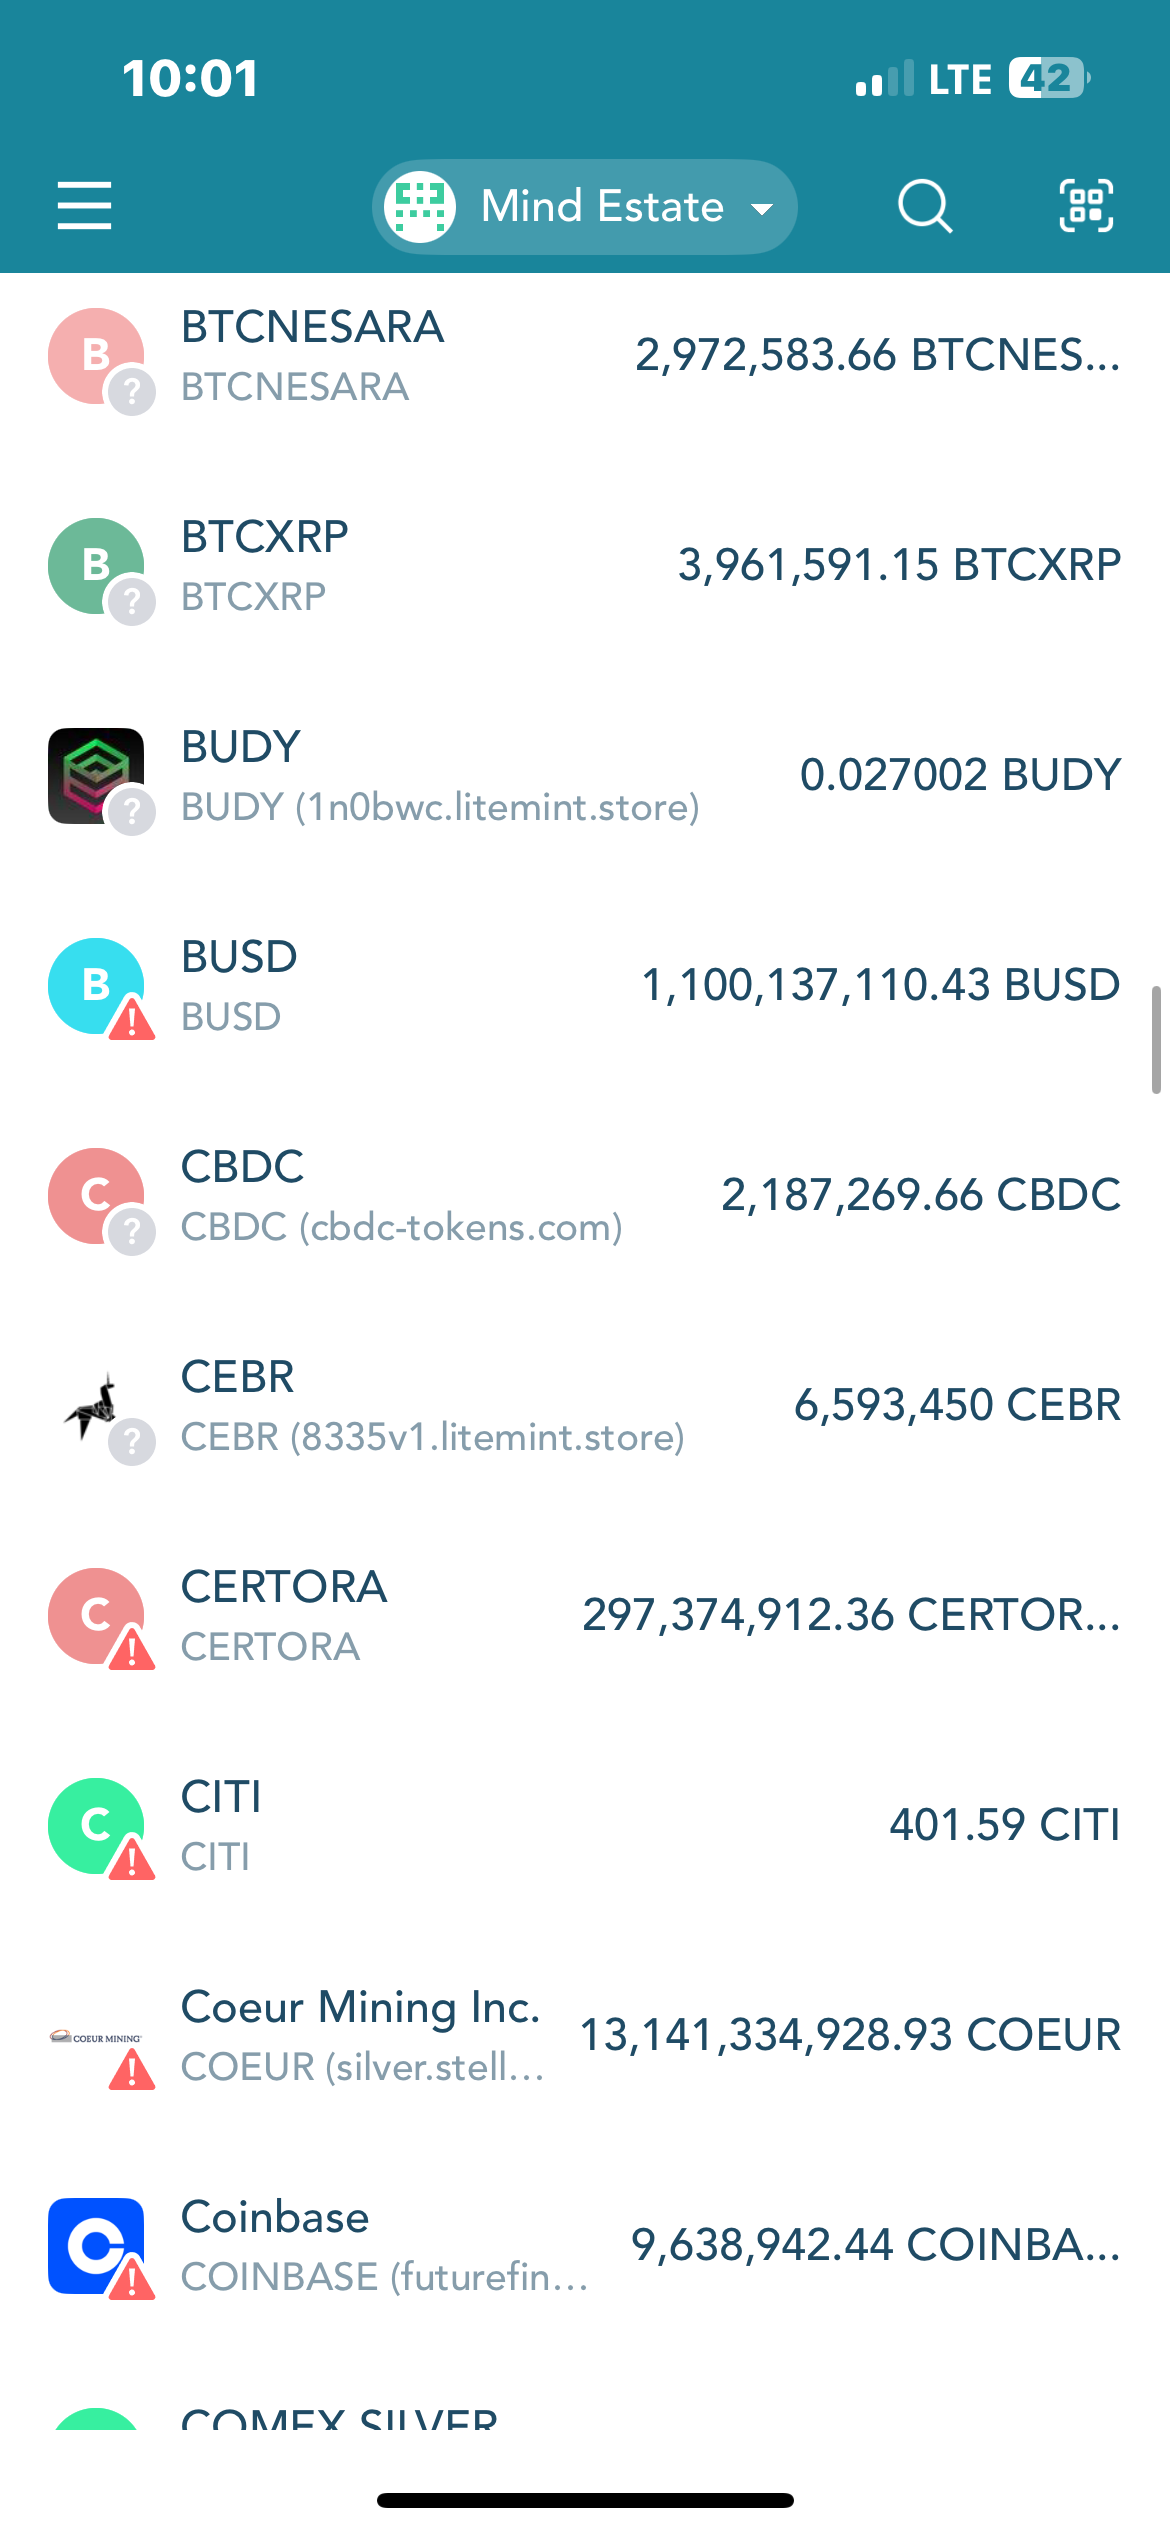 10:01
LTE 42
Mind Estate
B
BTCNESARA
2,972,583.66 BTCNES...
?
BTCNESARA
B
BTCXRP
3,961,591.15 BTCXRP
?
BTCXRP
BUDY
0.027002 BUDY
?
BUDY (1n0bwc.litemint.store)
B
BUSD
1,100,137,110.43 BUSD
!
BUSD
C
CBDC
2,187,269.66 CBDC
?
CBDC (cbdc-tokens.com)
CEBR
6,593,450 CEBR
?
CEBR (8335v1.litemint.store)
C
CERTORA
297,374,912.36 CERTOR...
!
CERTORA
C
CITI
401.59 CITI
!
CITI
COEUR MINING
Coeur Mining Inc.
13,141,334,928.93 COEUR
!
COEUR (silver.stell...
Coinbase
9,638,942.44 COINBA...
!
COINBASE (futurefin...
COMEX SILVER